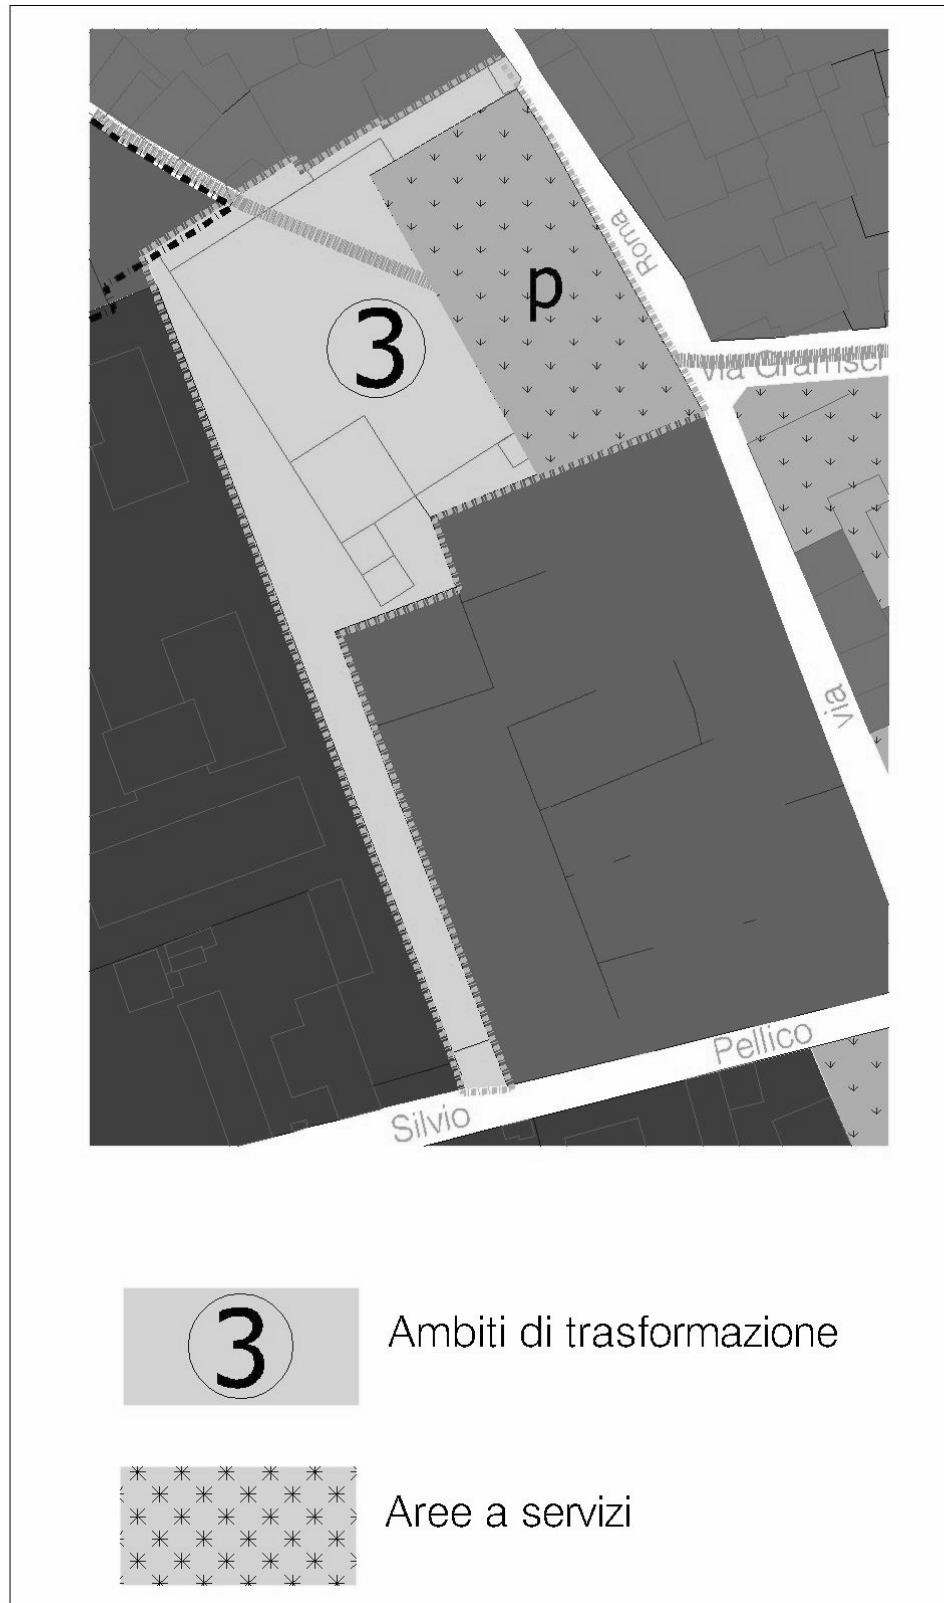 Roma
p
3
via Gramsci
via
Pellico
Silvio
3
Ambiti di trasformazione
Aree a servizi